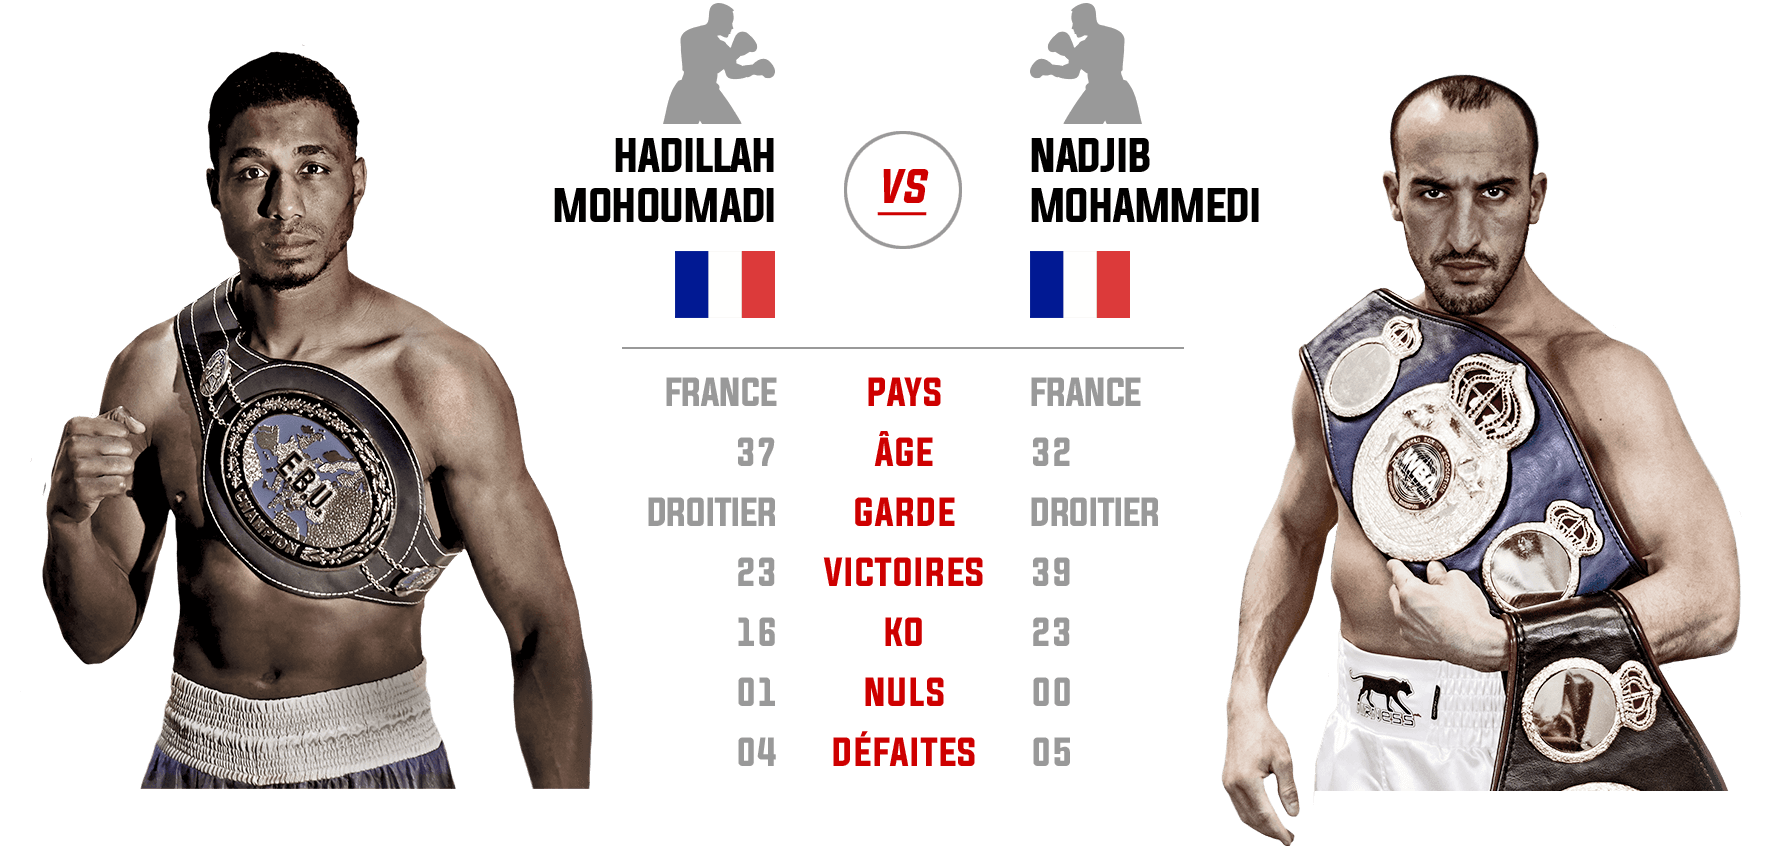 HADILLAH
MOHOUMADI
VS
NADJIB
MOHAMMEDI
FRANCE PAYS FRANCE
37 ÂGE 32
DROITIER GARDE DROITIER
23 VICTOIRES 39
16 KO 23
01 NULS 00
04 DÉFAITES 05
E.B.U.
CHAMPION
WBA